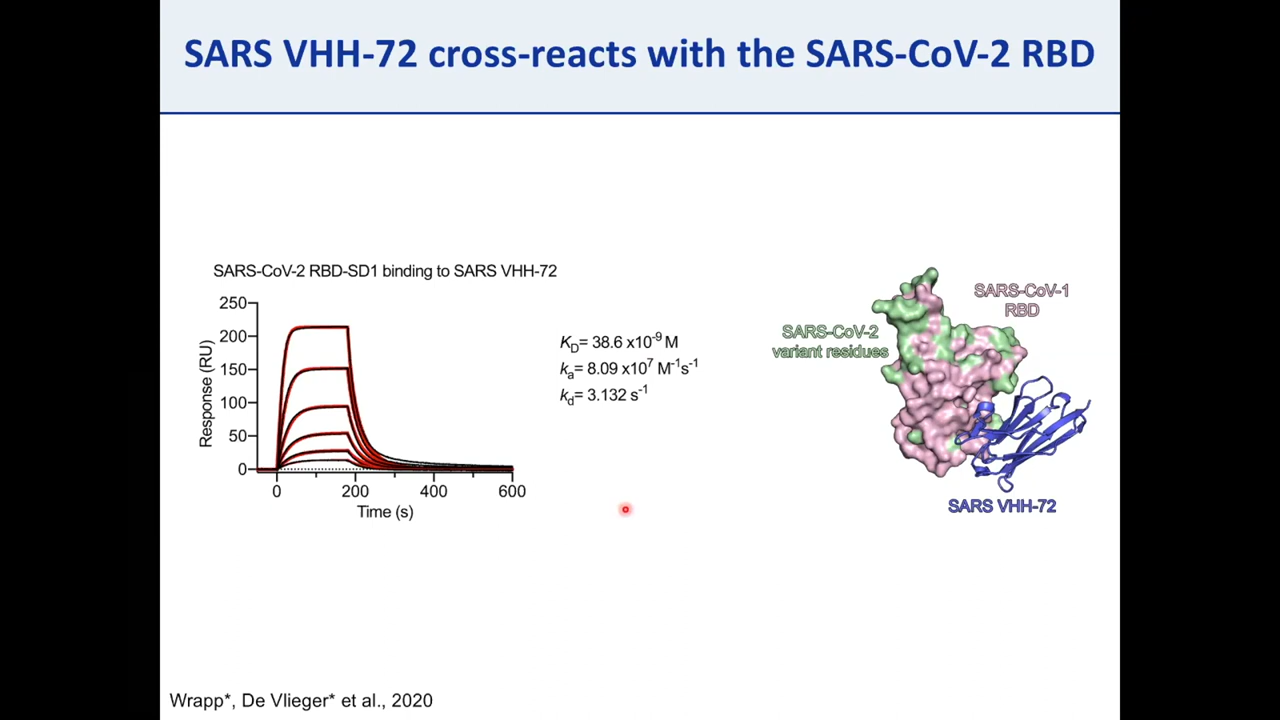 SARS VHH-72 cross-reacts with the SARS-CoV-2 RBD
SARS-CoV-2 RBD-SD1 binding to SARS VHH-72
250
200
150
100
50
0
Response (RU)
0 200 400 600
Time (s)
K_D= 38.6 x10⁻⁹ M
k_a= 8.09 x10⁷ M⁻¹s⁻¹
k_d= 3.132 s⁻¹
SARS-CoV-1
RBD
SARS-CoV-2
variant residues
SARS VHH-72
Wrapp*, De Vlieger* et al., 2020